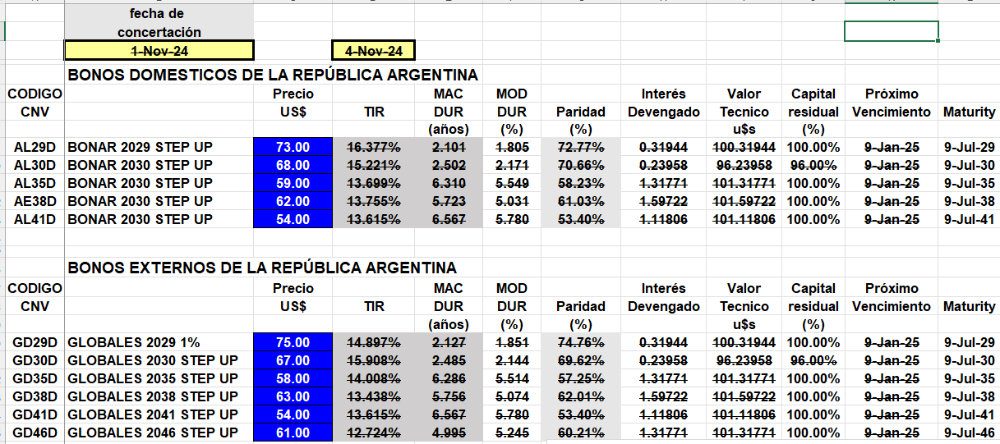 fecha de
concertación
1-Nov-24 4-Nov-24
BONOS DOMESTICOS DE LA REPÚBLICA ARGENTINA
CODIGO Precio MAC MOD Interés Valor Capital Próximo
CNV US$ TIR DUR DUR Paridad Devengado Tecnico residual Vencimiento Maturity
(años) (%) (%) u$s (%)
AL29D BONAR 2029 STEP UP 73.00 16.377% 2.101 1.805 72.77% 0.31944 100.31944 100.00% 9-Jan-25 9-Jul-29
AL30D BONAR 2030 STEP UP 68.00 15.221% 2.502 2.171 70.66% 0.23958 96.23958 96.00% 9-Jan-25 9-Jul-30
AL35D BONAR 2030 STEP UP 59.00 13.699% 6.310 5.549 58.23% 1.31771 101.31771 100.00% 9-Jan-25 9-Jul-35
AE38D BONAR 2030 STEP UP 62.00 13.755% 5.723 5.031 61.03% 1.59722 101.59722 100.00% 9-Jan-25 9-Jul-38
AL41D BONAR 2030 STEP UP 54.00 13.615% 6.567 5.780 53.40% 1.11806 101.11806 100.00% 9-Jan-25 9-Jul-41
BONOS EXTERNOS DE LA REPÚBLICA ARGENTINA
CODIGO Precio MAC MOD Interés Valor Capital Próximo
CNV US$ TIR DUR DUR Paridad Devengado Tecnico residual Vencimiento Maturity
(años) (%) (%) u$s (%)
GD29D GLOBALES 2029 1% 75.00 14.897% 2.127 1.851 74.76% 0.31944 100.31944 100.00% 9-Jan-25 9-Jul-29
GD30D GLOBALES 2030 STEP UP 67.00 15.908% 2.485 2.144 69.62% 0.23958 96.23958 96.00% 9-Jan-25 9-Jul-30
GD35D GLOBALES 2035 STEP UP 58.00 14.008% 6.286 5.514 57.25% 1.31771 101.31771 100.00% 9-Jan-25 9-Jul-35
GD38D GLOBALES 2038 STEP UP 63.00 13.438% 5.756 5.074 62.01% 1.59722 101.59722 100.00% 9-Jan-25 9-Jul-38
GD41D GLOBALES 2041 STEP UP 54.00 13.615% 6.567 5.780 53.40% 1.11806 101.11806 100.00% 9-Jan-25 9-Jul-41
GD46D GLOBALES 2046 STEP UP 61.00 12.724% 4.995 5.245 60.21% 1.31771 101.31771 100.00% 9-Jan-25 9-Jul-46